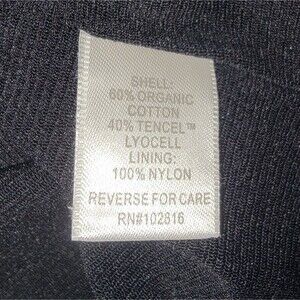 SHELL:
60% ORGANIC
COTTON
40% TENCEL™
LYOCELL
LINING:
100% NYLON
REVERSE FOR CARE
RN#102816